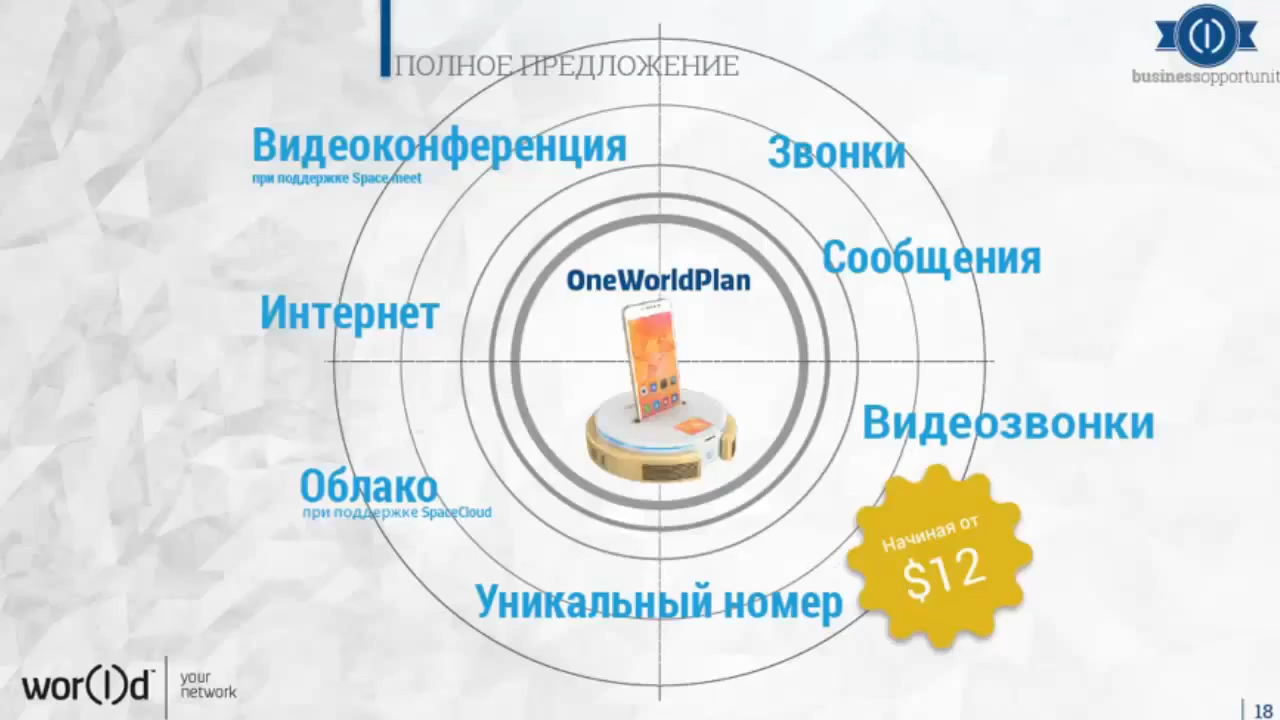 ПОЛНОЕ ПРЕДЛОЖЕНИЕ
businessopportunit
Видеоконференция
при поддержке Space meet
Звонки
Сообщения
OneWorldPlan
Интернет
Видеозвонки
Облако
при поддержке SpaceCloud
Начиная от
$12
Уникальный номер
wor(l)d™
your
network
18